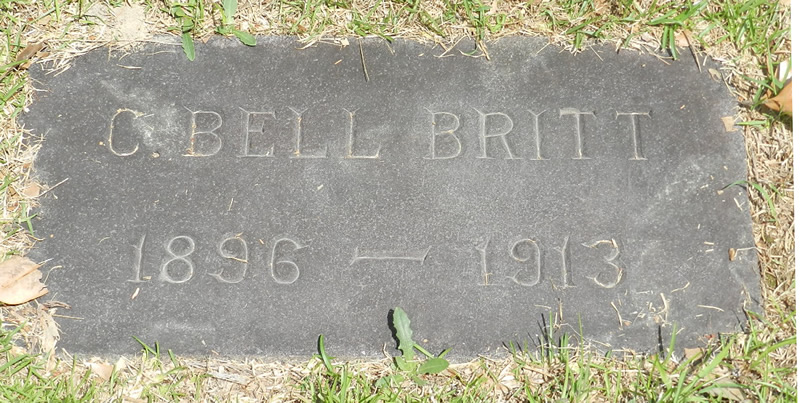 C. BELL BRITT
1896 — 1913